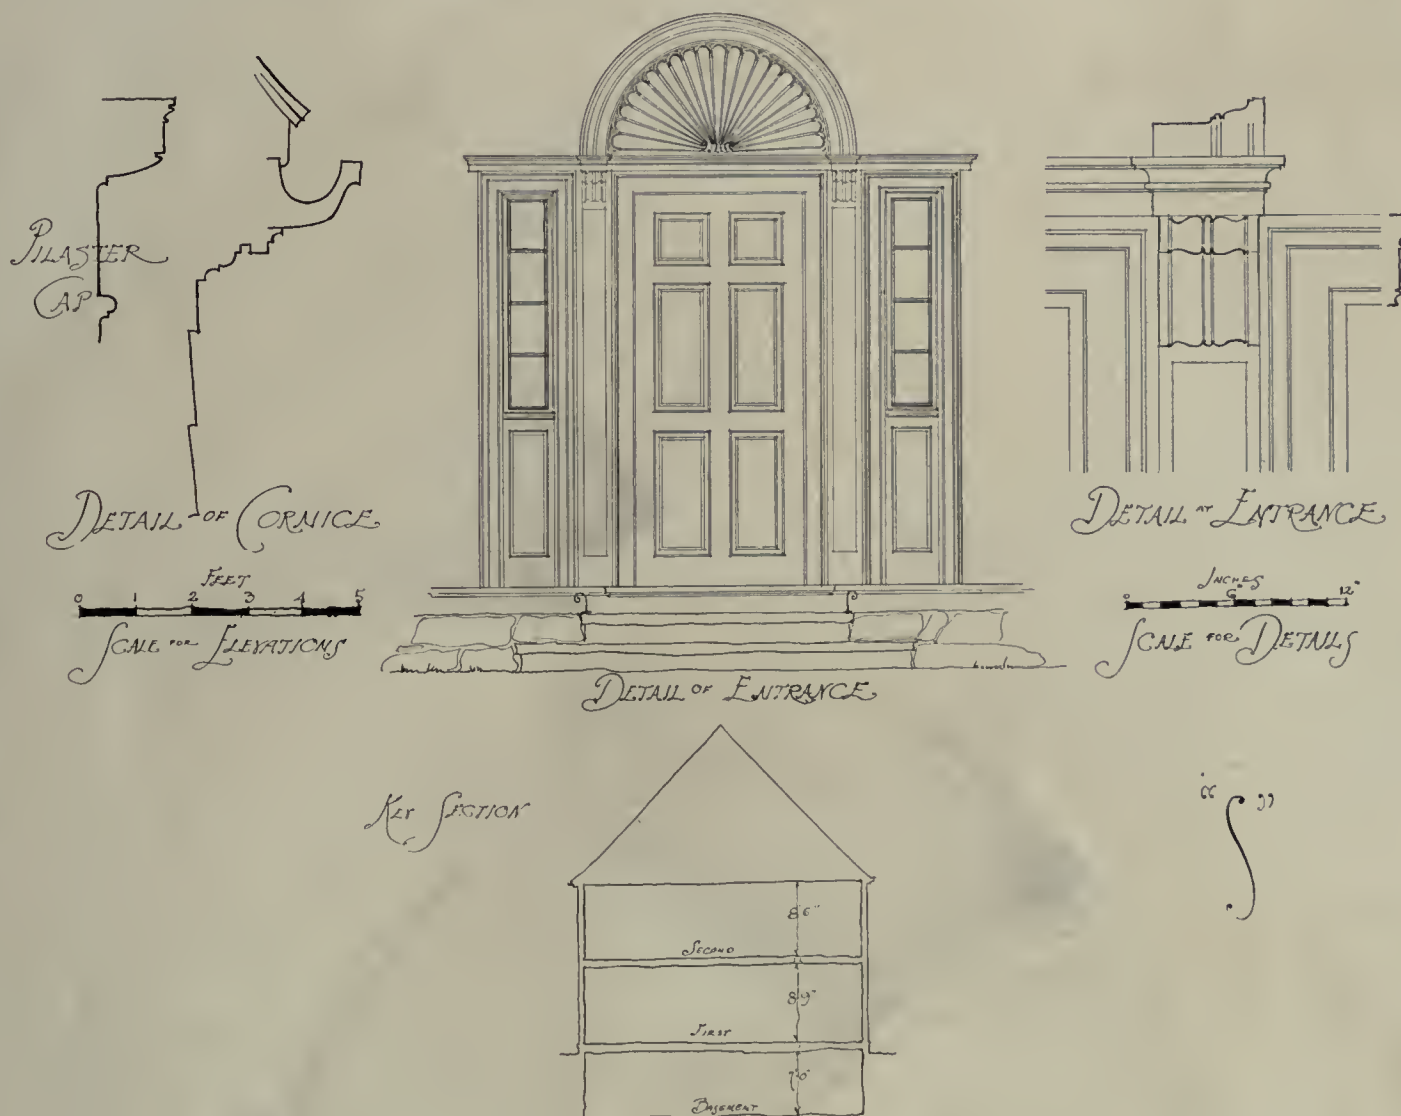 PILASTER
CAP
DETAIL OF CORNICE
FEET
0 1 2 3 4 5
SCALE FOR ELEVATIONS
DETAIL OF ENTRANCE
DETAIL AT ENTRANCE
INCHES
0 6" 12"
SCALE FOR DETAILS
KEY SECTION
8'6"
SECOND
8'9"
FIRST
7'0"
BASEMENT
"S"